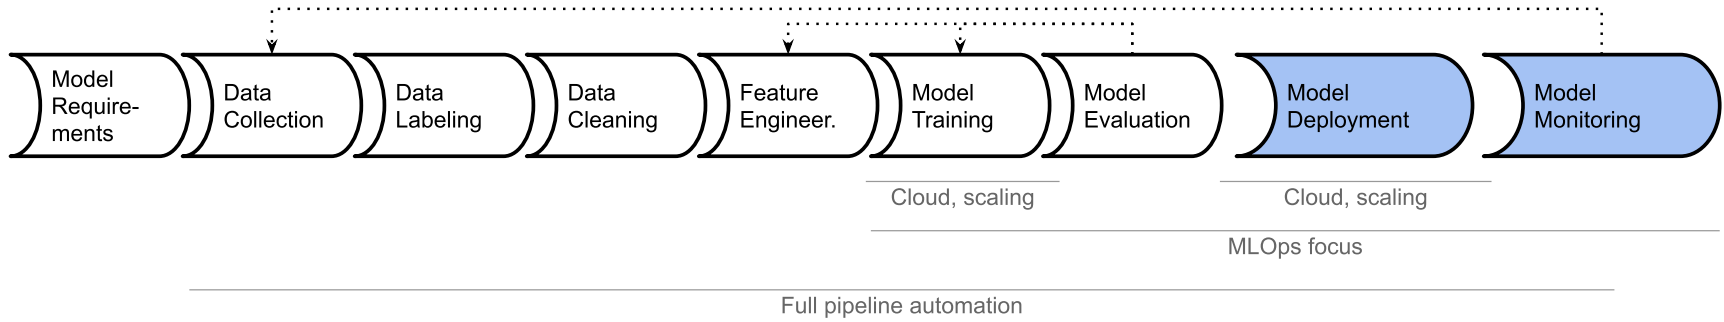 Model
Require-
ments
Data
Collection
Data
Labeling
Data
Cleaning
Feature
Engineer.
Model
Training
Model
Evaluation
Model
Deployment
Model
Monitoring
Cloud, scaling
Cloud, scaling
MLOps focus
Full pipeline automation